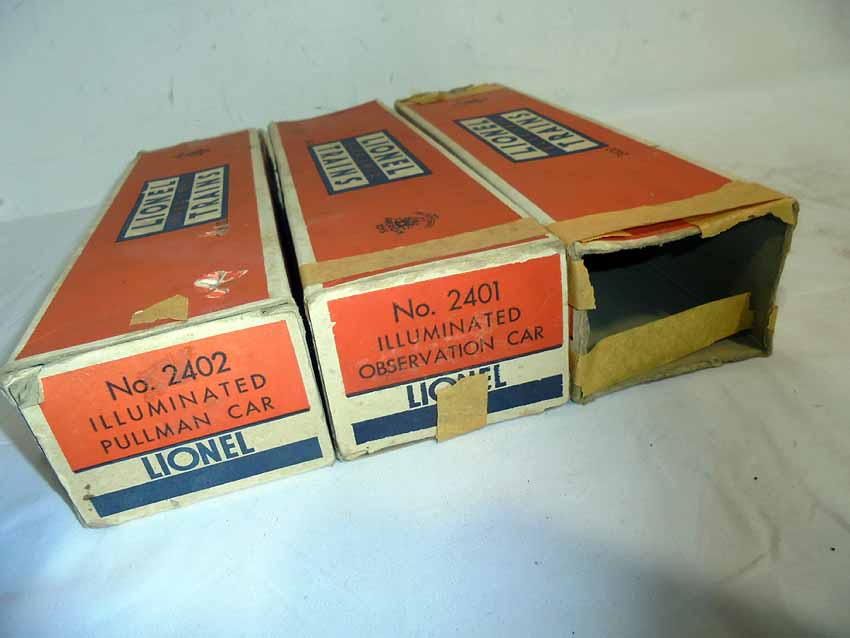 LIONEL
TRAINS
No. 2402
ILLUMINATED
PULLMAN CAR
LIONEL
LIONEL
TRAINS
No. 2401
ILLUMINATED
OBSERVATION CAR
LIONEL
LIONEL
TRAINS